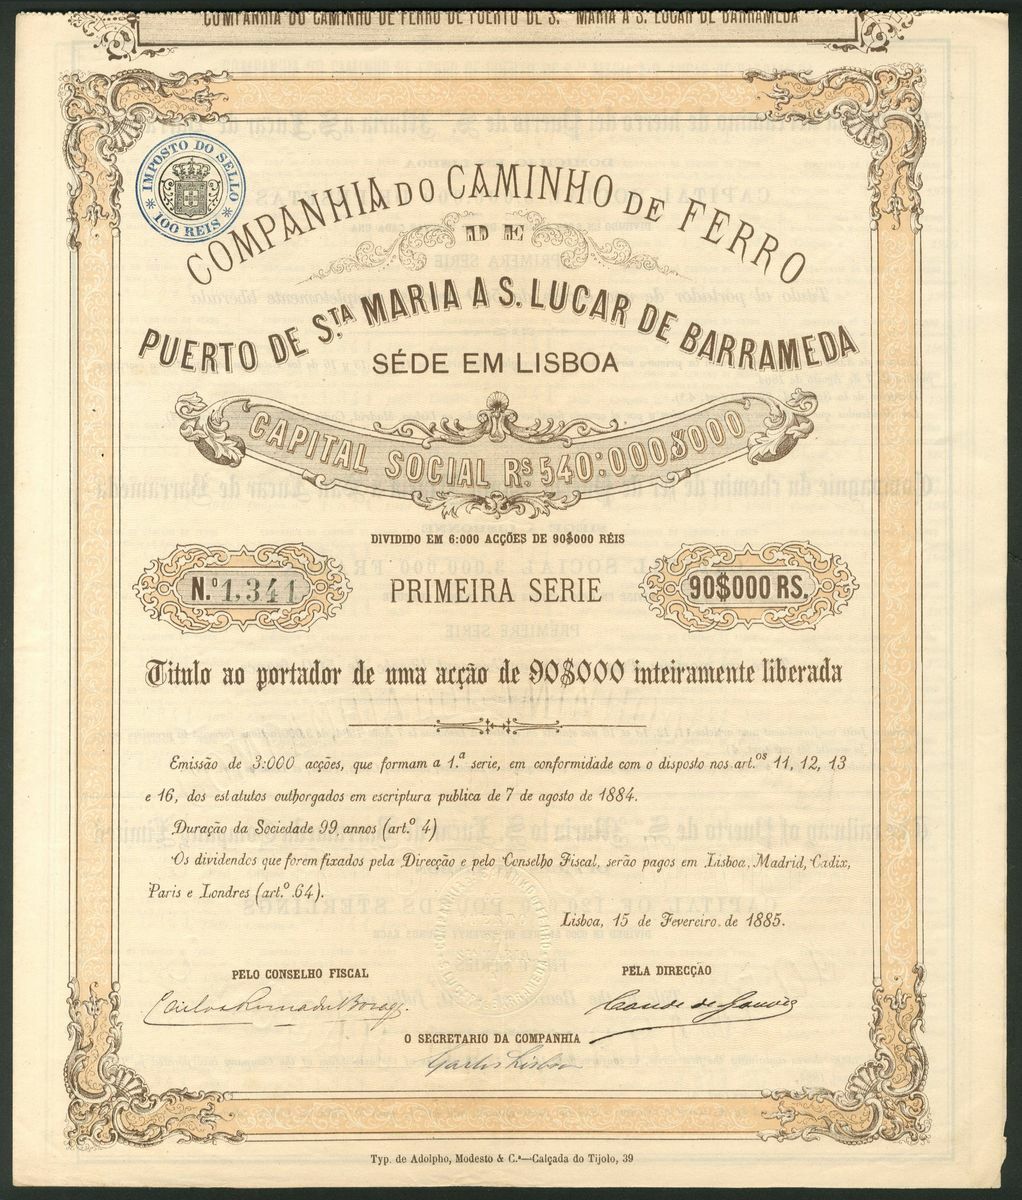 COMPANHIA DO CAMINHO DE FERRO DE PUERTO DE S.TA MARIA A S. LUCAR DE BARRAMEDA
IMPOSTO DO SELLO
* 100 REIS *
COMPANHIA DO CAMINHO DE FERRO
DE
PUERTO DE S.TA MARIA A S. LUCAR DE BARRAMEDA
SÉDE EM LISBOA
CAPITAL SOCIAL RS. 540:000$000
DIVIDIDO EM 6:000 ACÇÕES DE 90$000 RÉIS
N.º 1,341
PRIMEIRA SERIE
90$000 RS.
Titulo ao portador de uma acção de 90$000 inteiramente liberada
Emissão de 3:000 acções, que formam a 1.ª serie, em conformidade com o disposto nos art.os 11, 12, 13
e 16, dos estatutos outhorgados em escriptura publica de 7 de agosto de 1884.
Duração da Sociedade 99 annos (art.º 4)
Os dividendos que forem fixados pela Direcção e pelo Conselho Fiscal, serão pagos em Lisboa, Madrid, Cadix,
Paris e Londres (art.º 64).
Lisboa, 15 de Fevereiro de 1885.
PELO CONSELHO FISCAL
PELA DIRECÇÃO
O SECRETARIO DA COMPANHIA
Typ. de Adolpho, Modesto & C.ª—Calçada do Tijolo, 39